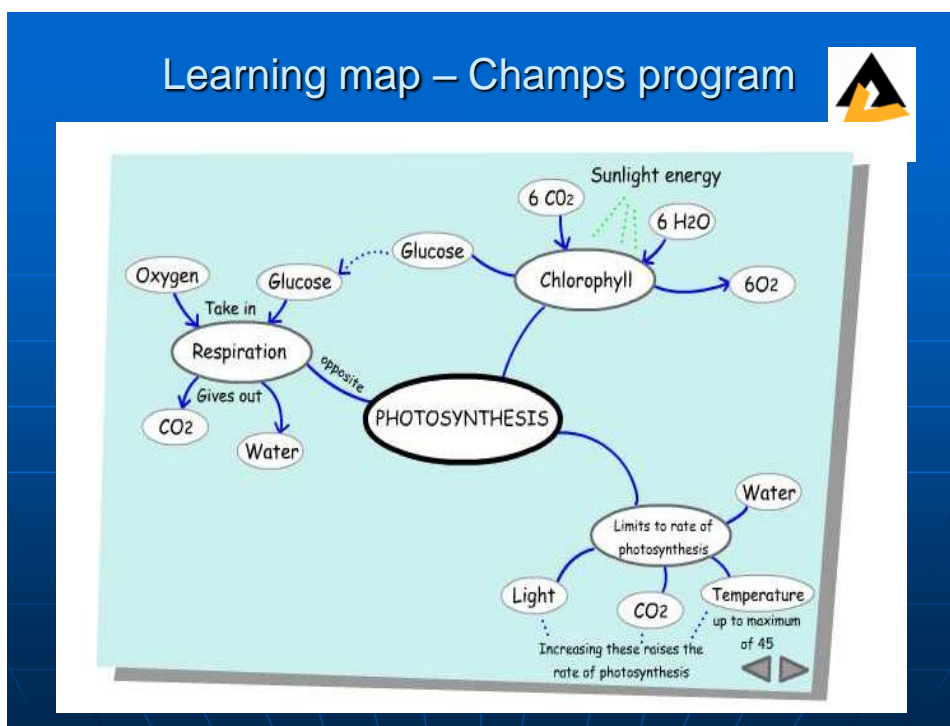 Learning map – Champs program
Sunlight energy
6 CO2
6 H2O
Glucose
Chlorophyll
6O2
Oxygen
Glucose
Take in
Respiration
opposite
Gives out
CO2
Water
PHOTOSYNTHESIS
Water
Limits to rate of
photosynthesis
Light
CO2
Temperature
up to maximum
of 45
Increasing these raises the
rate of photosynthesis